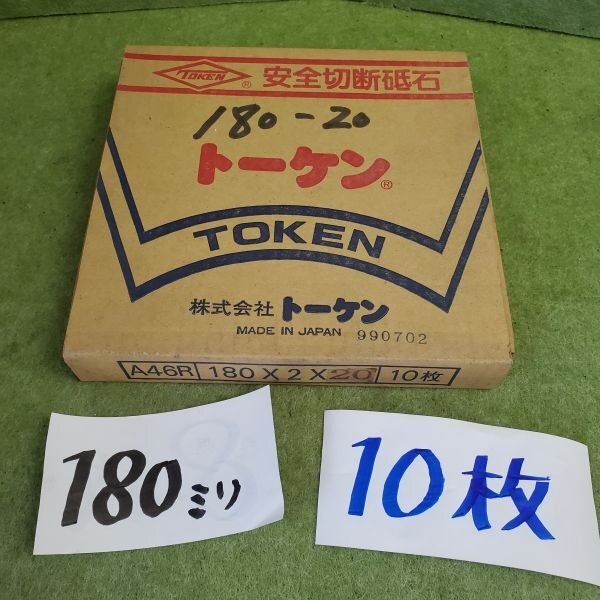 TOKEN ® 安全切断砥石
180-20
トーケン®
TOKEN
株式会社 トーケン
MADE IN JAPAN 990702
A46R 180X2X20 10枚
180ミリ
10枚